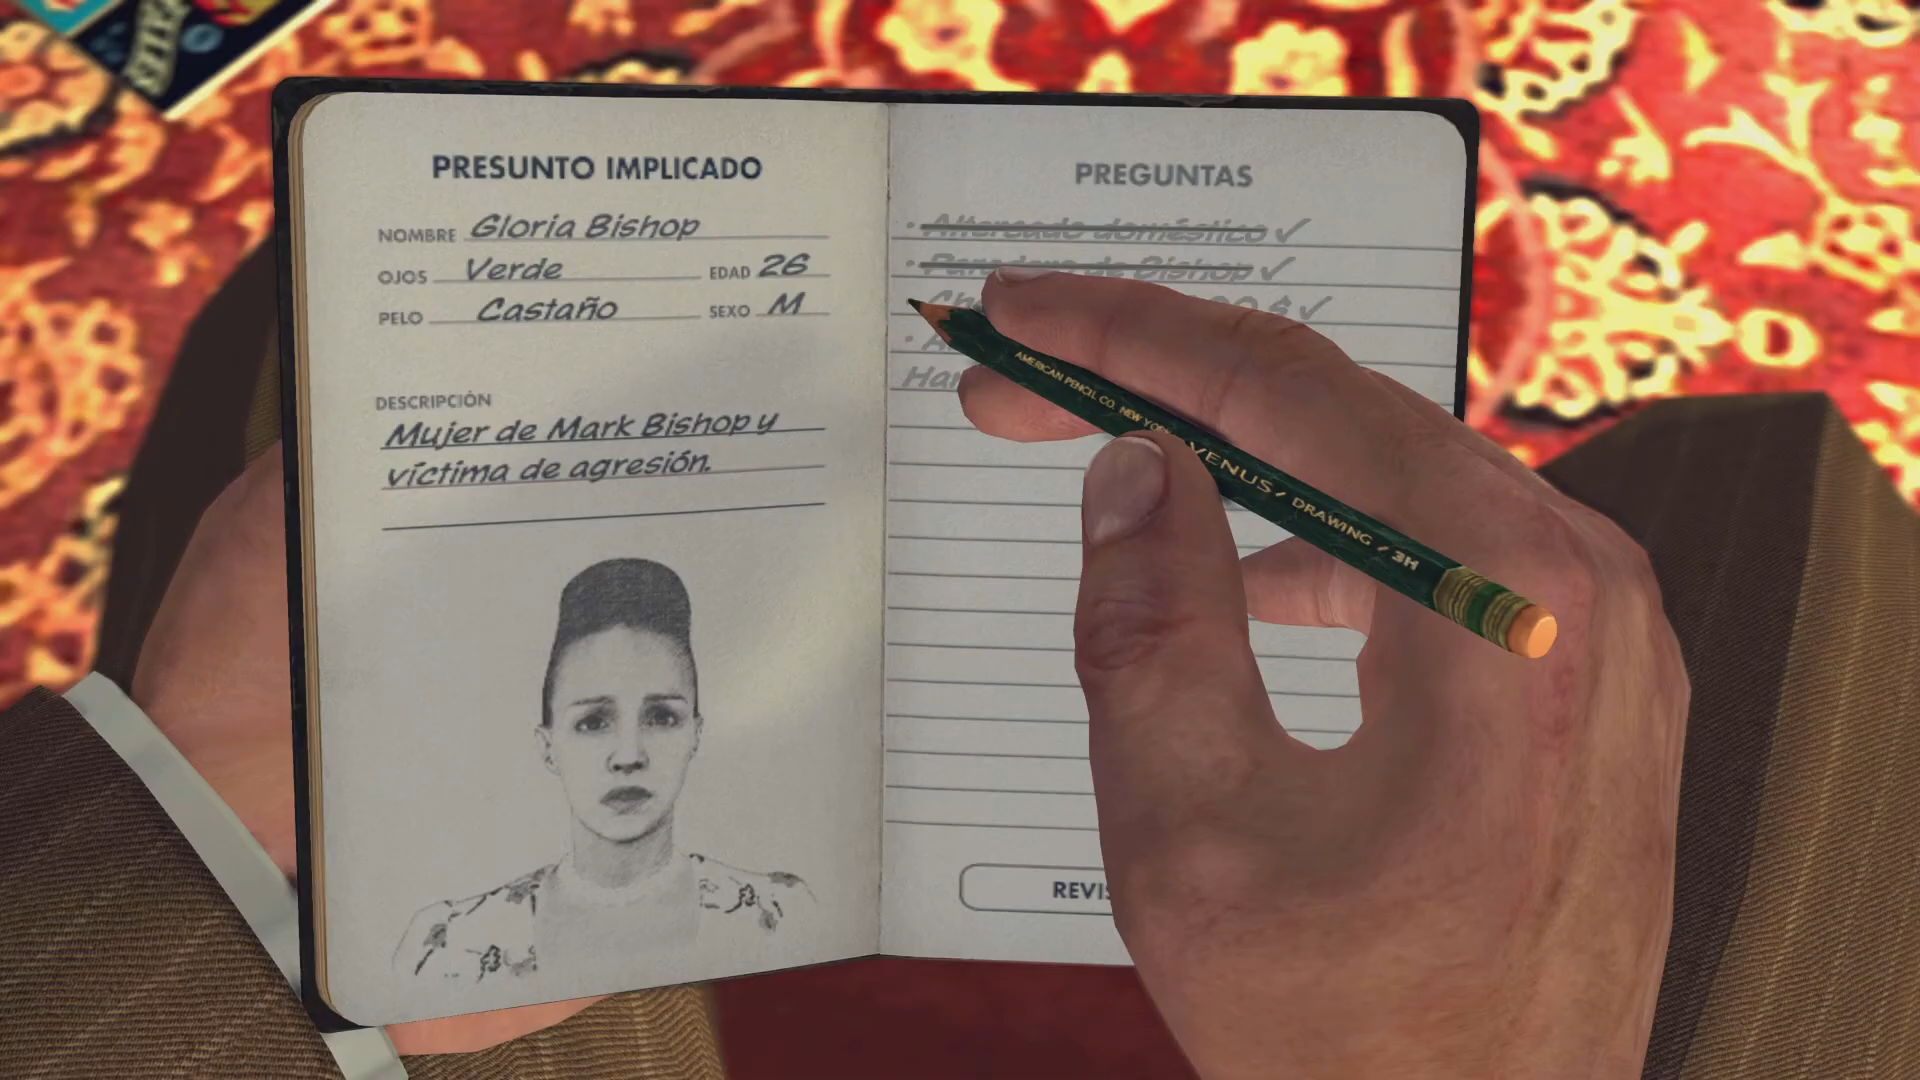 PRESUNTO IMPLICADO
NOMBRE Gloria Bishop
OJOS Verde EDAD 26
PELO Castaño SEXO M
DESCRIPCIÓN
Mujer de Mark Bishop y
víctima de agresión.
PREGUNTAS
· Altercado doméstico ✓
· Paradero de Bishop ✓
$ ✓
AMERICAN PENCIL CO. NEW YORK
VENUS / DRAWING / 3H